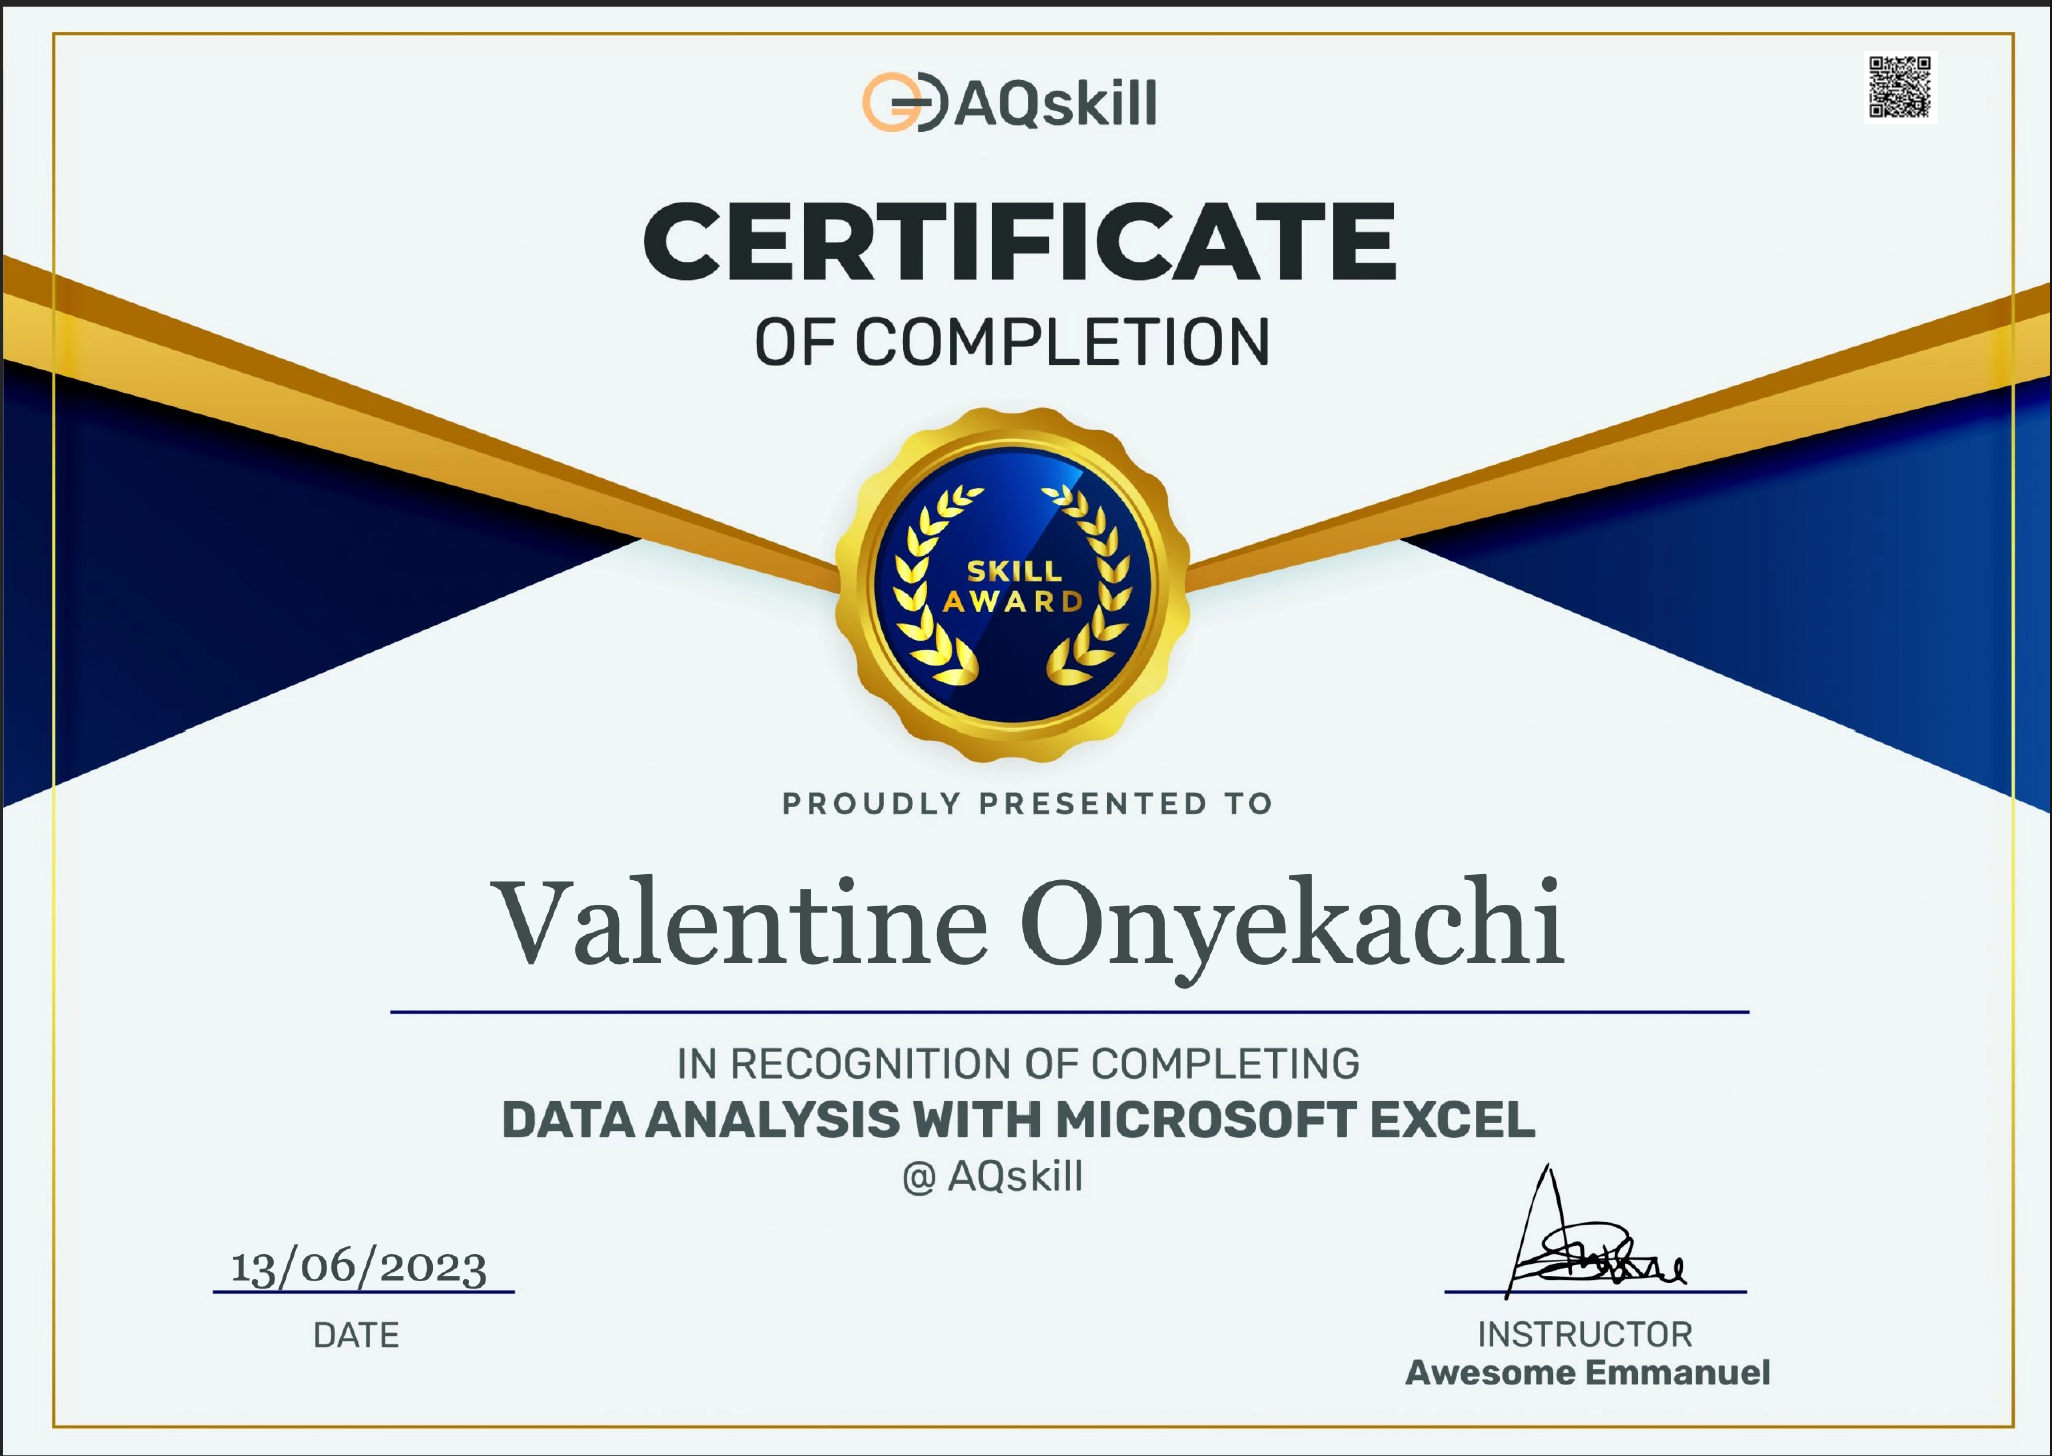 AQskill
CERTIFICATE
OF COMPLETION
SKILL
AWARD
PROUDLY PRESENTED TO
Valentine Onyekachi
IN RECOGNITION OF COMPLETING
DATA ANALYSIS WITH MICROSOFT EXCEL
@ AQskill
13/06/2023
DATE
INSTRUCTOR
Awesome Emmanuel